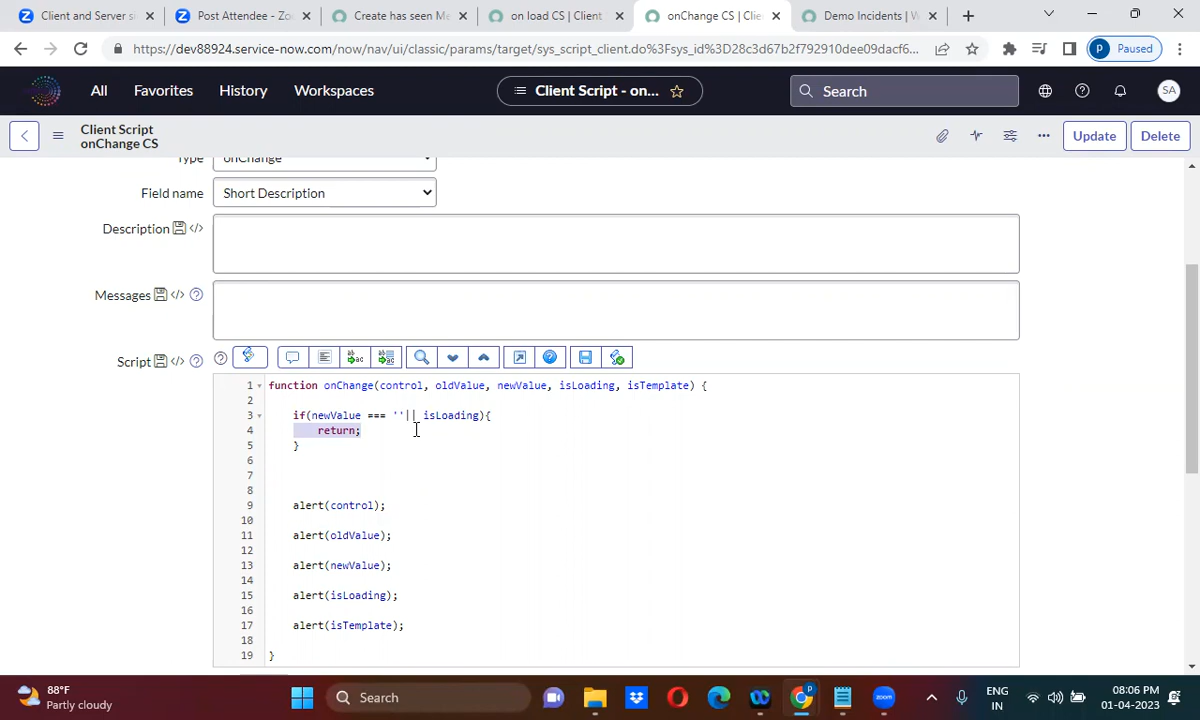 Client and Server si
Post Attendee - Zo
Create has seen Me
on load CS | Client
onChange CS | Clie
Demo Incidents | W
https://dev88924.service-now.com/now/nav/ui/classic/params/target/sys_script_client.do%3Fsys_id%3D28c3d67b2f792910dee09dacf6...
P Paused
All
Favorites
History
Workspaces
Client Script - on...
Search
SA
Client Script
onChange CS
Update
Delete
Type
onChange
Field name
Short Description
Description
Messages
Script
1 function onChange(control, oldValue, newValue, isLoading, isTemplate) {
2
3 if(newValue === ''|| isLoading){
4 return;
5 }
6
7
8
9 alert(control);
10
11 alert(oldValue);
12
13 alert(newValue);
14
15 alert(isLoading);
16
17 alert(isTemplate);
18
19 }
88°F
Partly cloudy
Search
zoom
ENG
IN
08:06 PM
01-04-2023